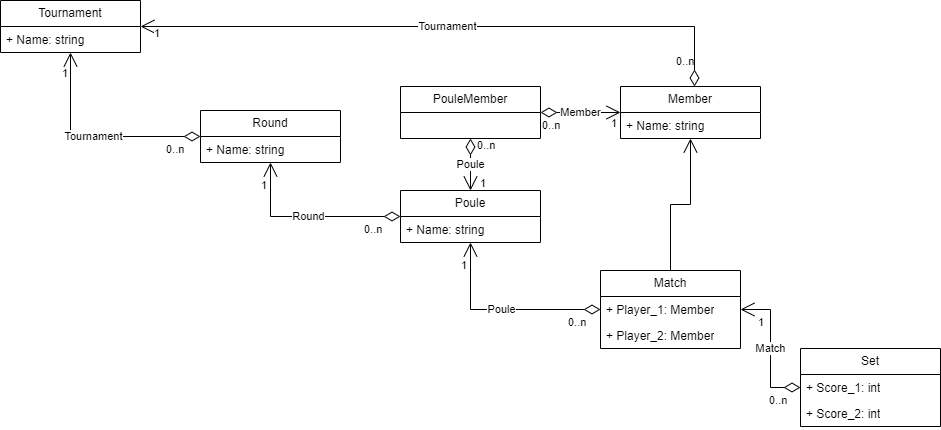 Tournament
+ Name: string
1
Tournament
0..n
1
Tournament
0..n
Round
+ Name: string
1
PouleMember
0..n
Member
1
Member
+ Name: string
0..n
Poule
1
Round
0..n
Poule
+ Name: string
1
Poule
0..n
Match
+ Player_1: Member
+ Player_2: Member
1
Match
0..n
Set
+ Score_1: int
+ Score_2: int